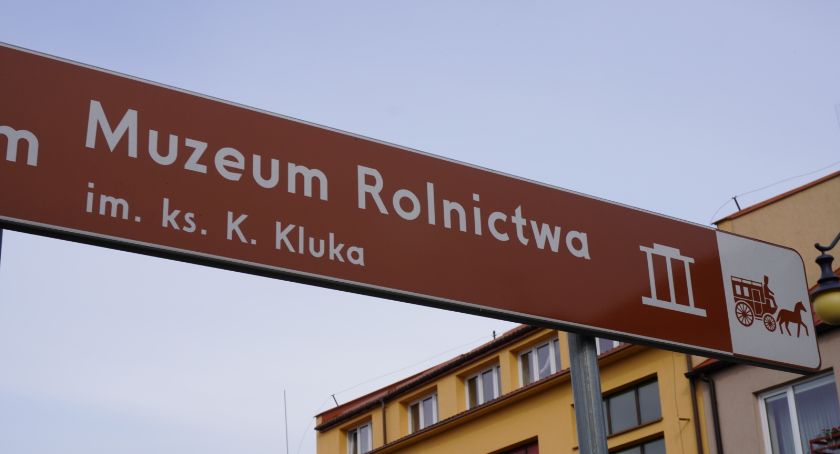 m Muzeum Rolnictwa
im. ks. K. Kluka